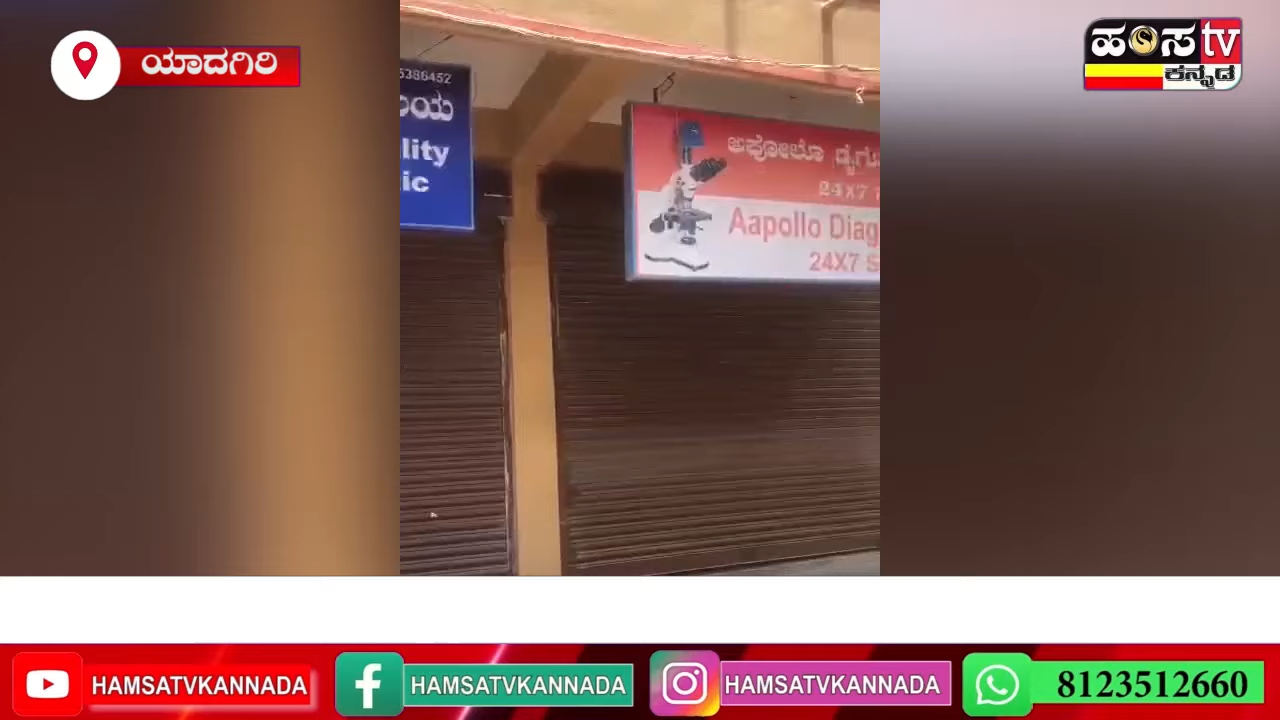 ಯಾದಗಿರಿ
ಹಂಸ tv
ಕನ್ನಡ
5386452
lity
ic
24X7
Aapollo Diag
24X7 S
HAMSATVKANNADA
HAMSATVKANNADA
HAMSATVKANNADA
8123512660